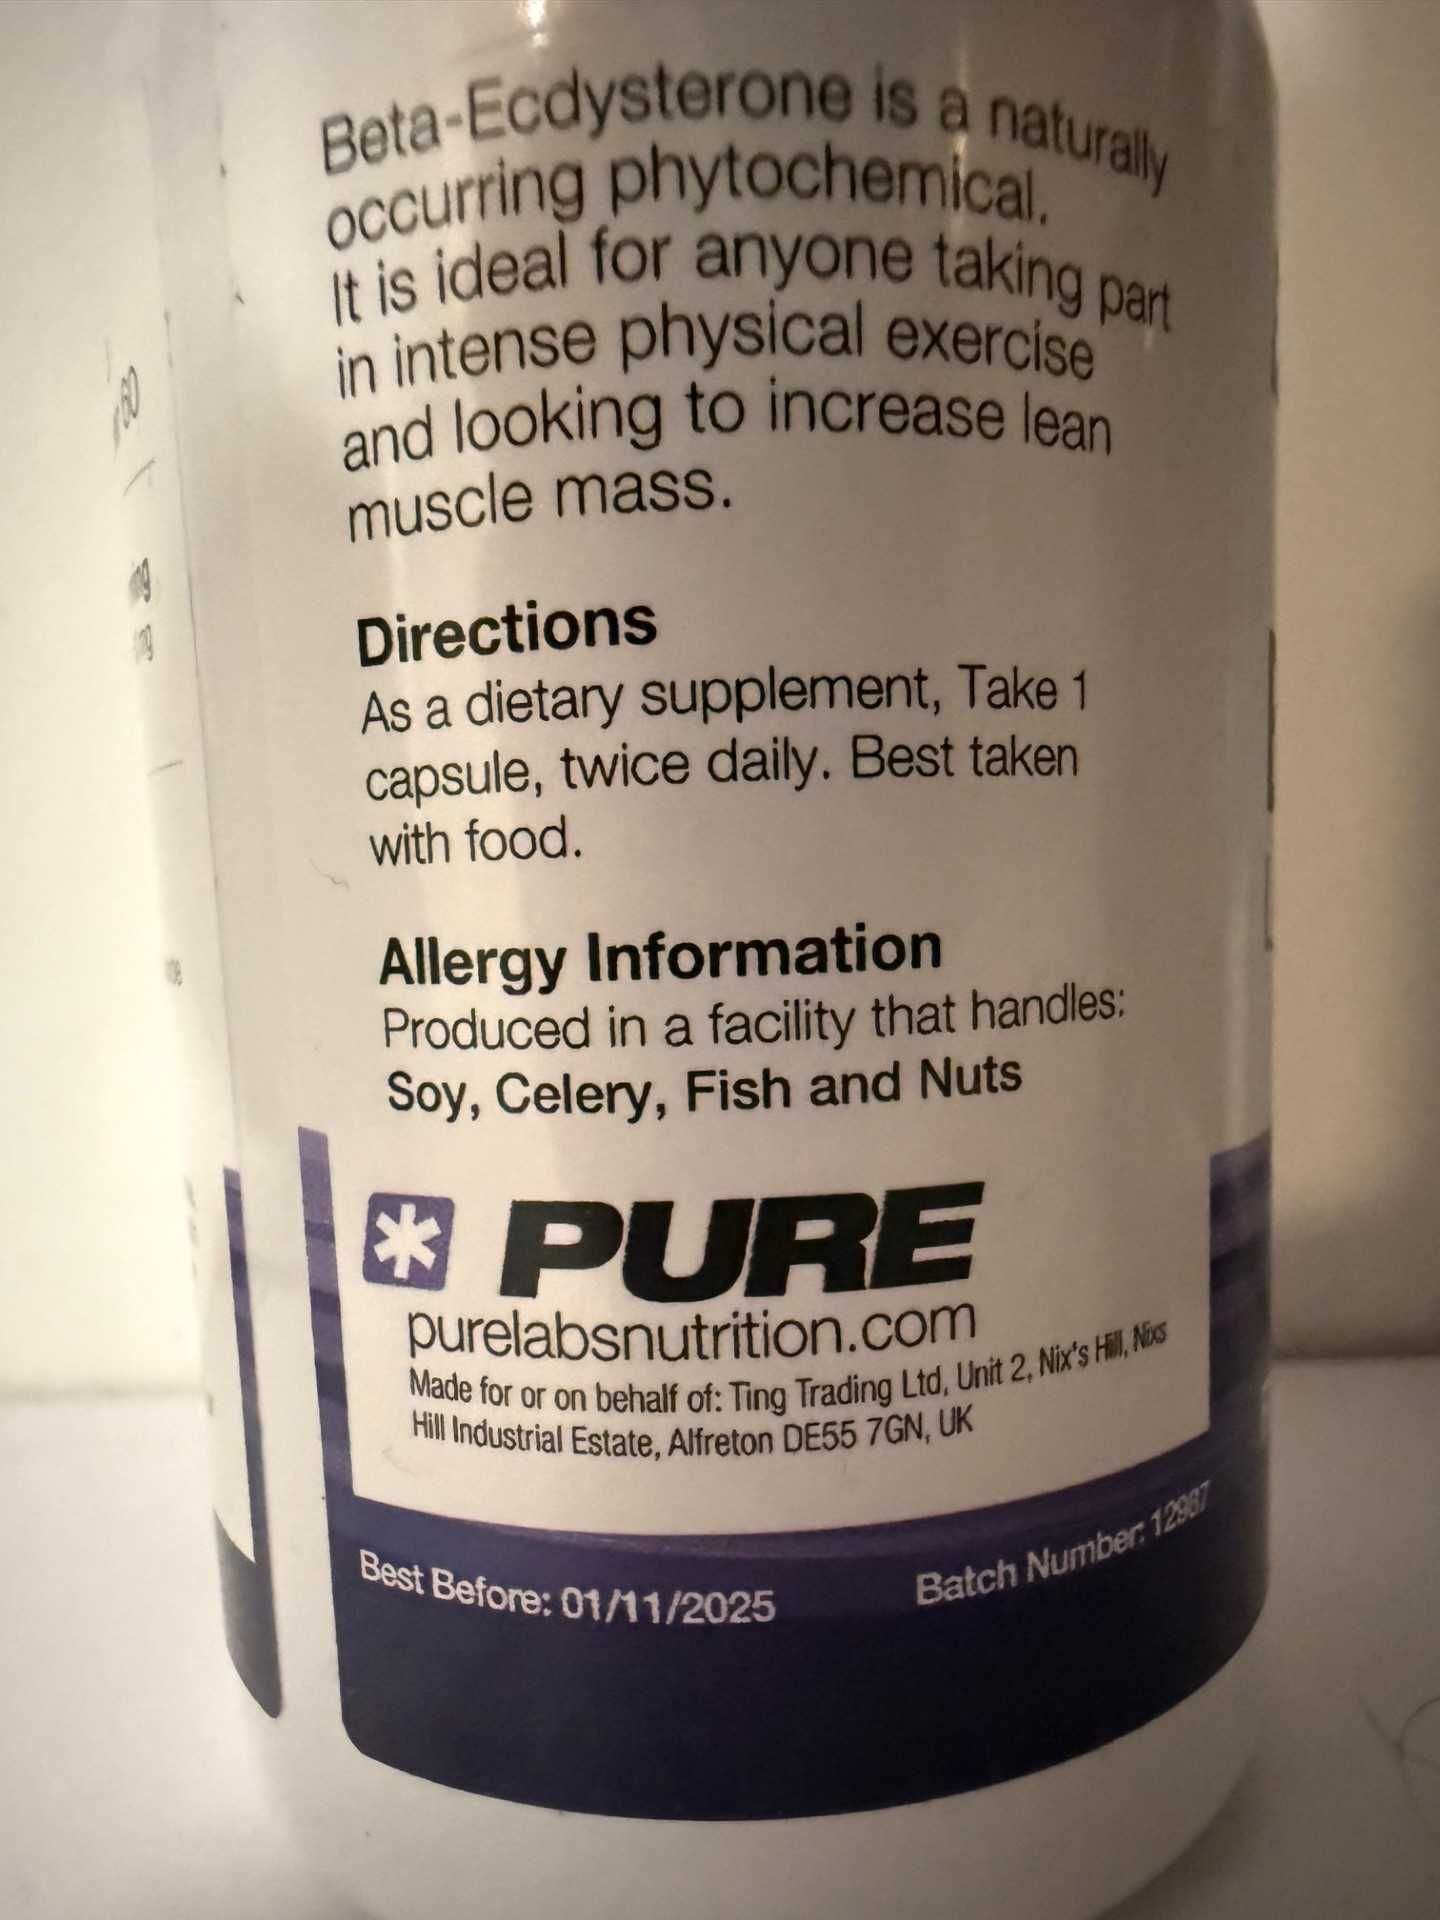 Beta-Ecdysterone is a naturally
occurring phytochemical.
It is ideal for anyone taking part
in intense physical exercise
and looking to increase lean
muscle mass.
Directions
As a dietary supplement, Take 1
capsule, twice daily. Best taken
with food.
Allergy Information
Produced in a facility that handles:
Soy, Celery, Fish and Nuts
PURE
purelabsnutrition.com
Made for or on behalf of: Ting Trading Ltd, Unit 2, Nix's Hill, Nixs
Hill Industrial Estate, Alfreton DE55 7GN, UK
Best Before: 01/11/2025
Batch Number: 12987
60